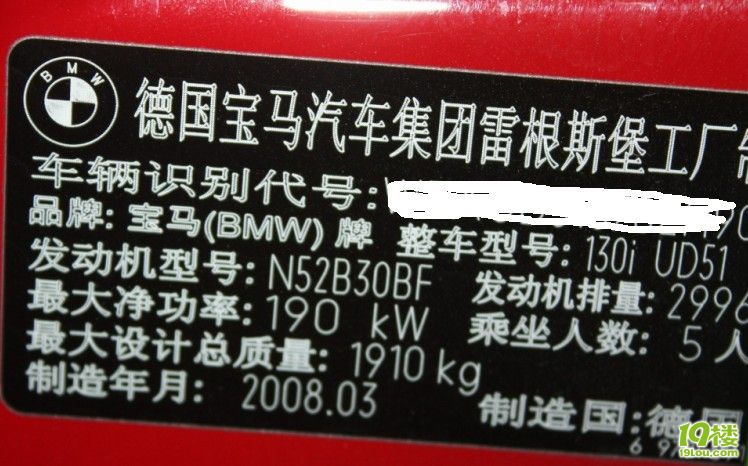 BMW
德国宝马汽车集团雷根斯堡工厂制
车辆识别代号:
品牌: 宝马(BMW) 牌 整车型号: 130i UD51
发动机型号: N52B30BF 发动机排量: 2996
最大净功率: 190 kW 乘坐人数: 5 人
最大设计总质量: 1910 kg
制造年月: 2008.03 制造国: 德国
6 9
19楼
19lou.com